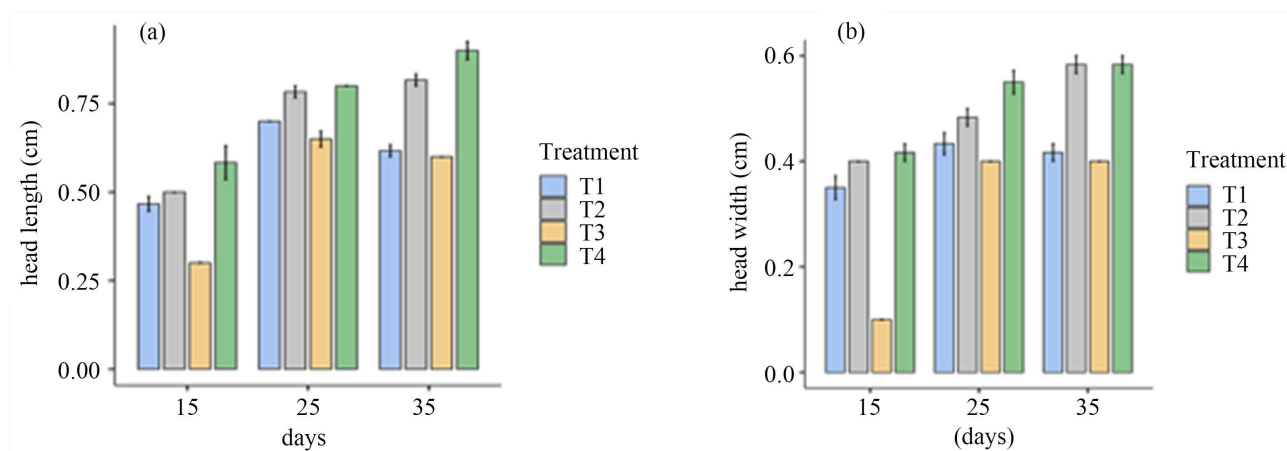 (a)
head length (cm)
0.75
0.50
0.25
0.00
15 25 35
days
Treatment
T1
T2
T3
T4
(b)
head width (cm)
0.6
0.4
0.2
0.0
15 25 35
(days)
Treatment
T1
T2
T3
T4